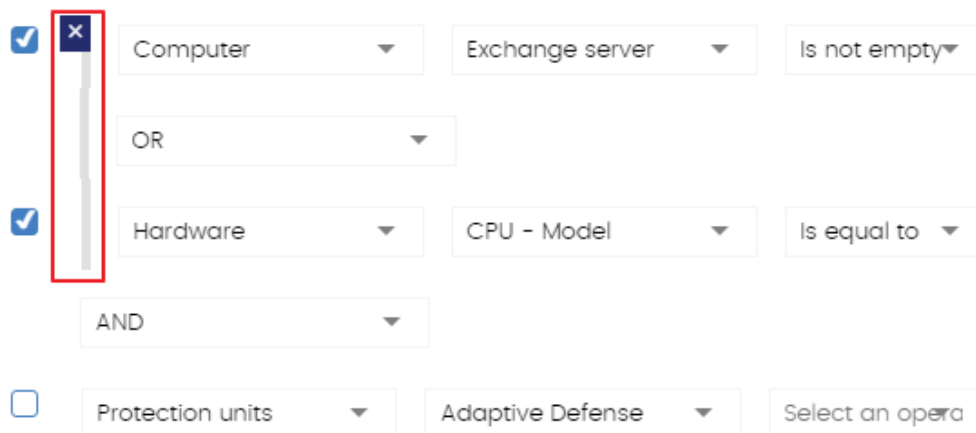 Computer Exchange server Is not empty
OR
Hardware CPU - Model Is equal to
AND
Protection units Adaptive Defense Select an opera